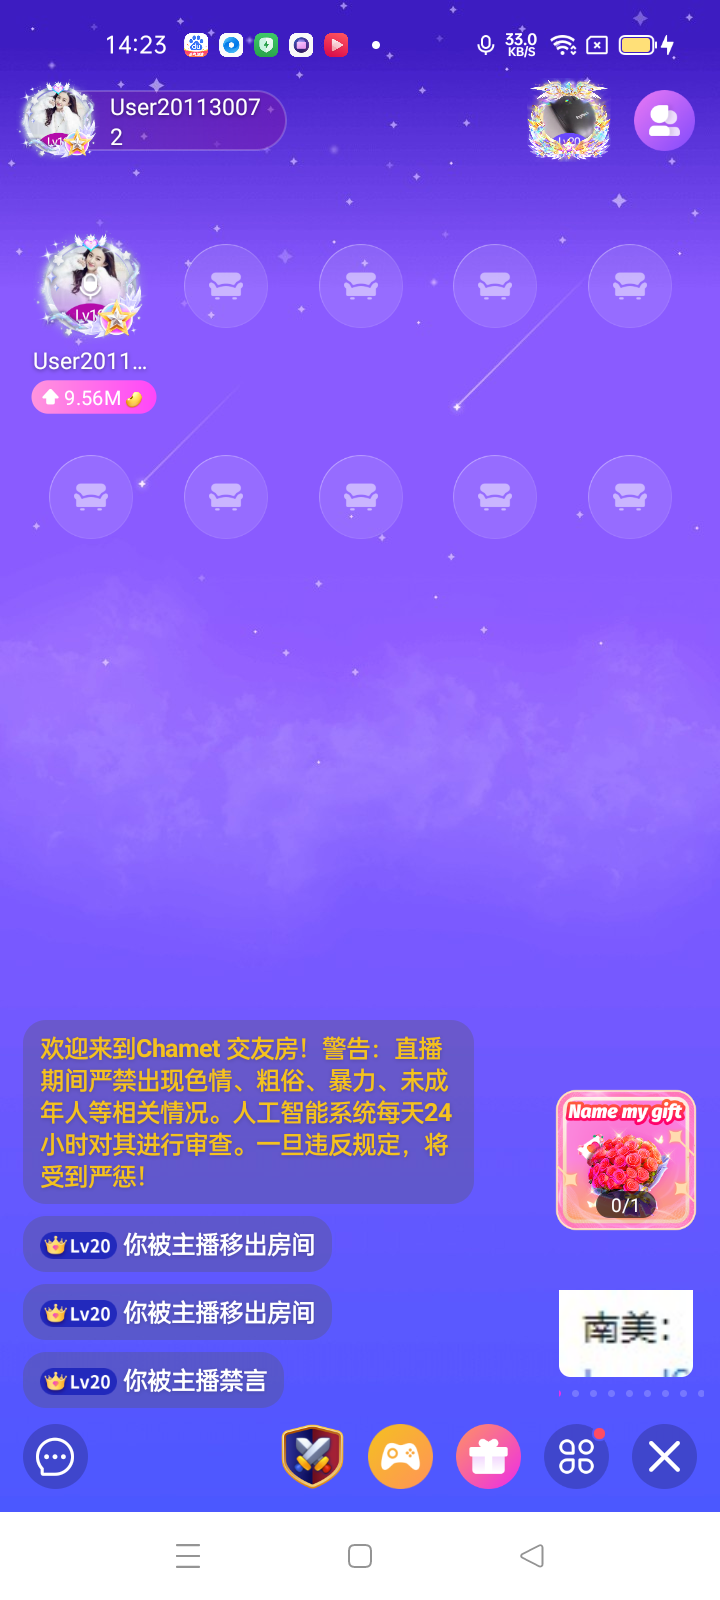 14:23
33.0
KB/S
User20113007
2
Lv20
User2011...
9.56M
欢迎来到Chamet 交友房！警告：直播
期间严禁出现色情、粗俗、暴力、未成
年人等相关情况。人工智能系统每天24
小时对其进行审查。一旦违反规定，将
受到严惩！
Name my gift
0/1
Lv20 你被主播移出房间
Lv20 你被主播移出房间
南美：
Lv20 你被主播禁言